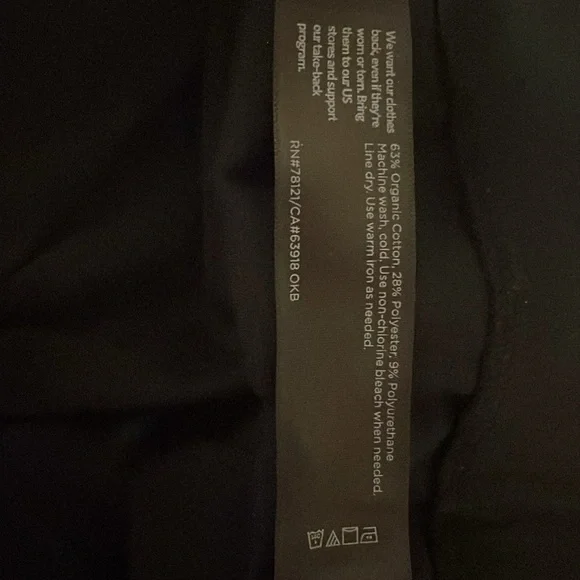 We want our clothes
back, even if they're
worn or torn. Bring
them to our US
stores and support
our take-back
program.
63% Organic Cotton, 28% Polyester, 9% Polyurethane
Machine wash, cold. Use non-chlorine bleach when needed.
Line dry. Use warm iron as needed.
RN#78121/CA#63918 OKB